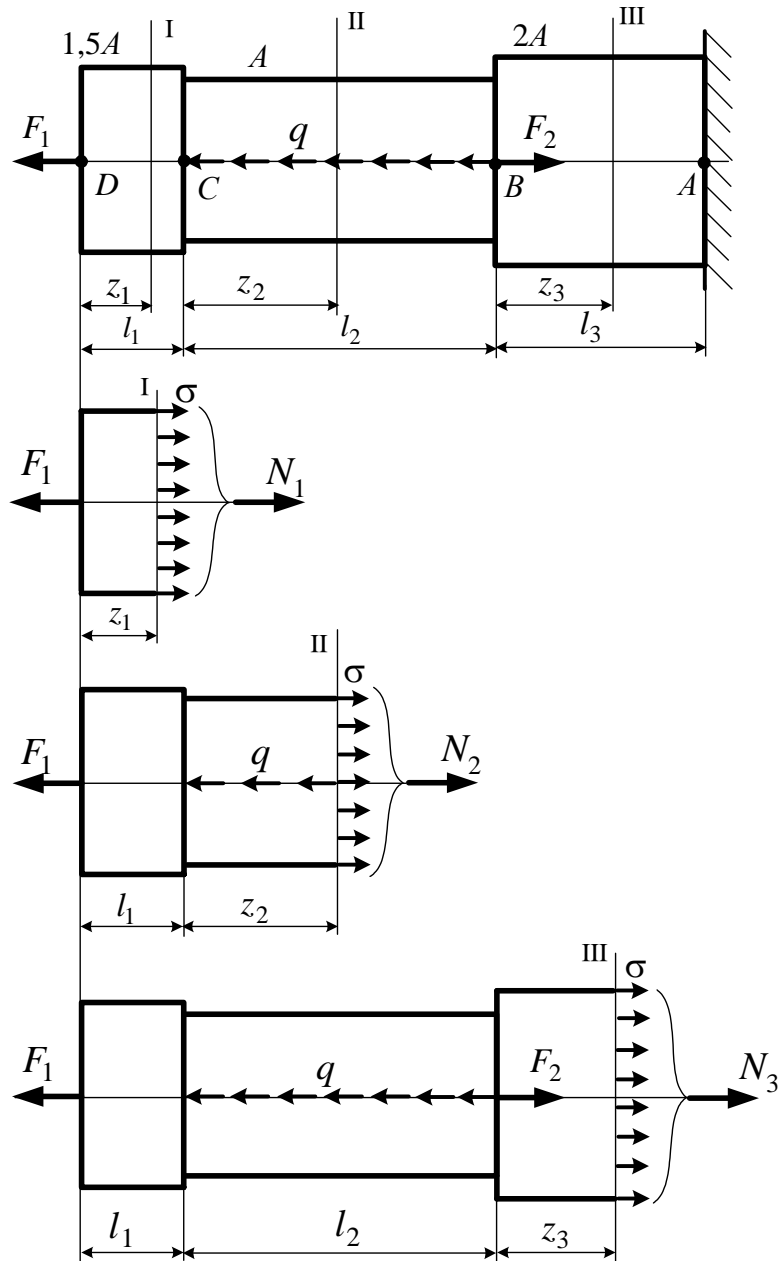 I II III
1,5A A 2A
F₁ q F₂
D C B A
z₁ z₂ z₃
l₁ l₂ l₃
I σ
F₁ N₁
z₁
II σ
F₁ q N₂
l₁ z₂
III σ
F₁ q F₂ N₃
l₁ l₂ z₃